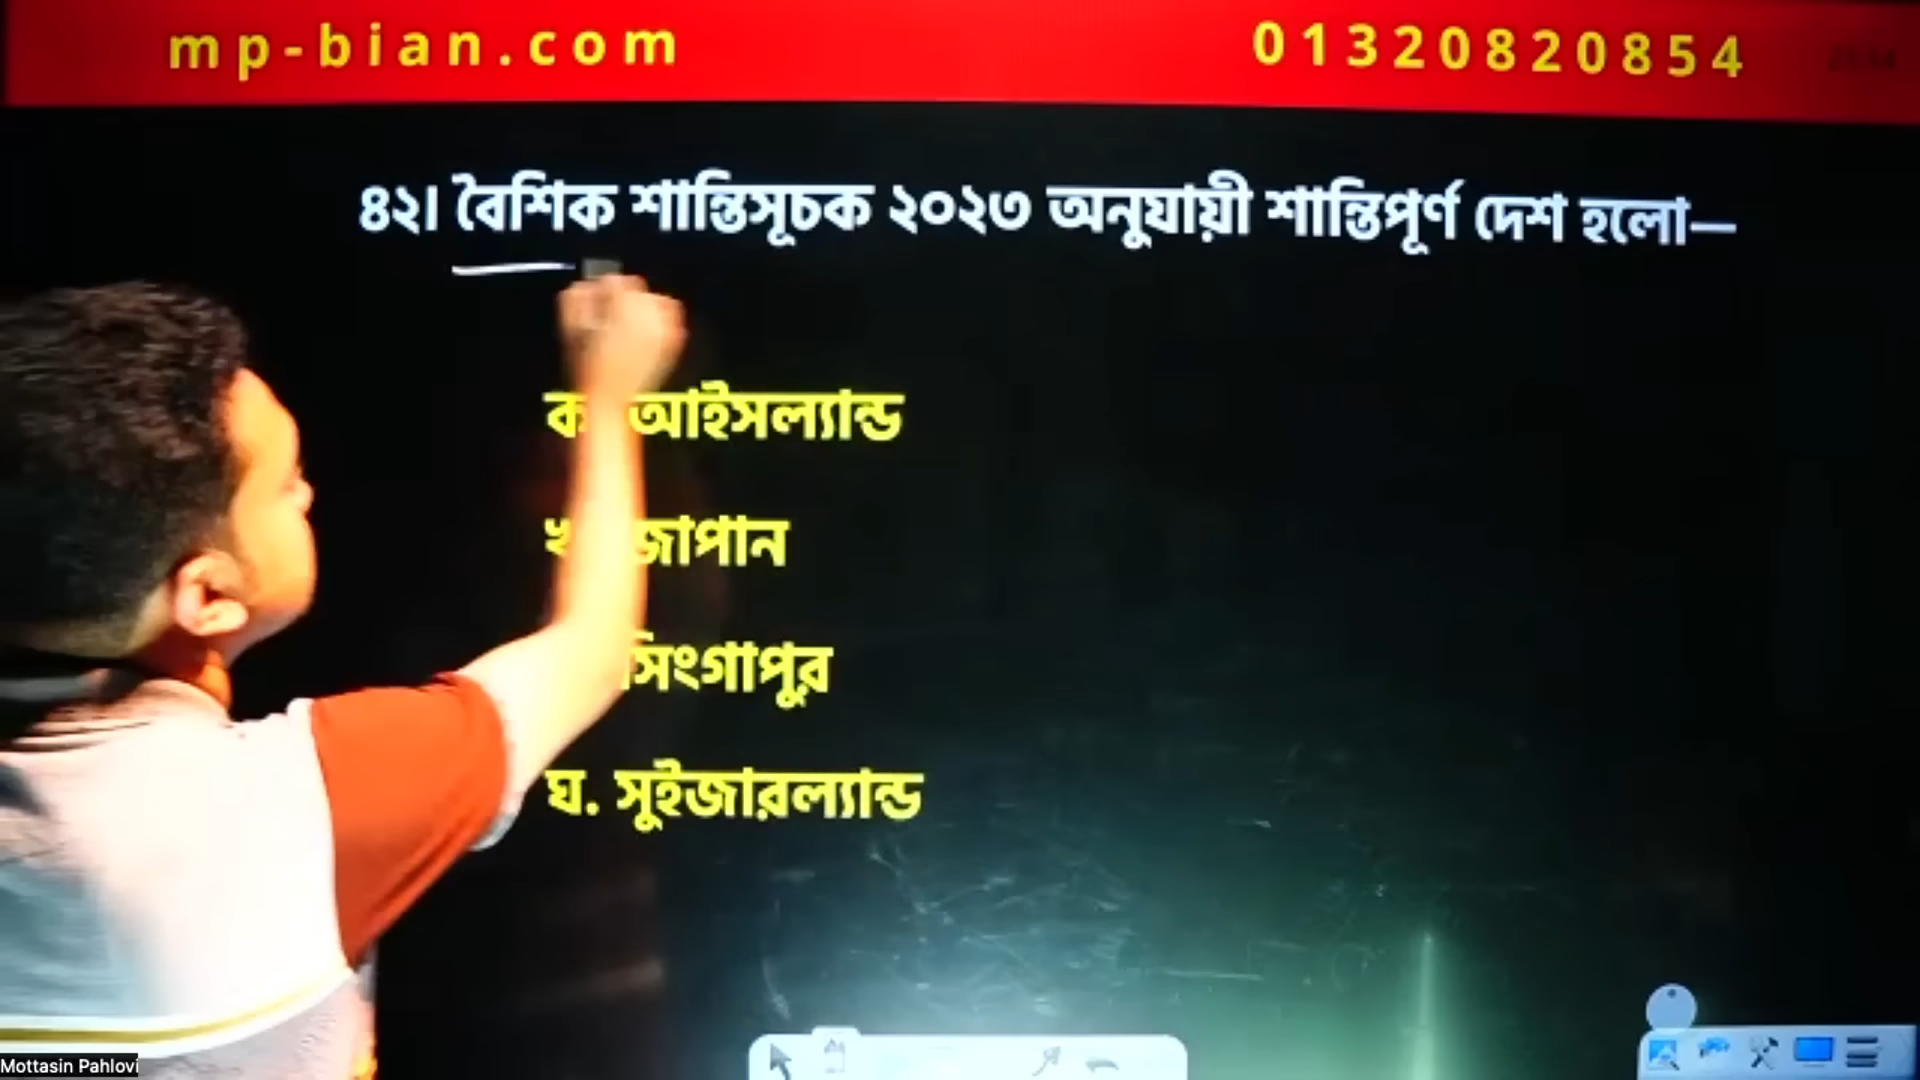 mp-bian.com
01320820854
৪২। বৈশিক শান্তিসূচক ২০২৩ অনুযায়ী শান্তিপূর্ণ দেশ হলো—
ক আইসল্যান্ড
খ জাপান
সিংগাপুর
ঘ. সুইজারল্যান্ড
Mottasin Pahlovi